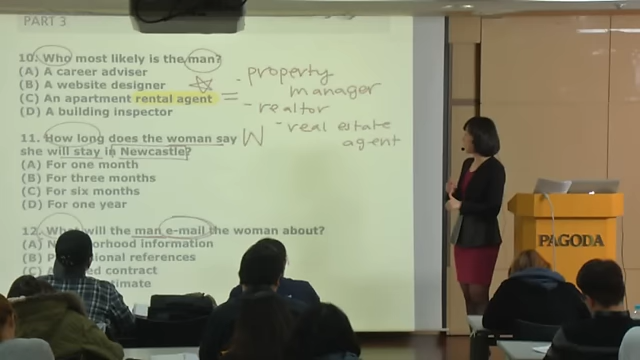 PART 3
10. Who most likely is the man?
(A) A career adviser
(B) A website designer
(C) An apartment rental agent
(D) A building inspector
= - property manager
- realtor
- real estate agent
11. How long does the woman say W
she will stay in Newcastle?
(A) For one month
(B) For three months
(C) For six months
(D) For one year
12. What will the man e-mail the woman about?
(A) information
(B) references
contract
PAGODA